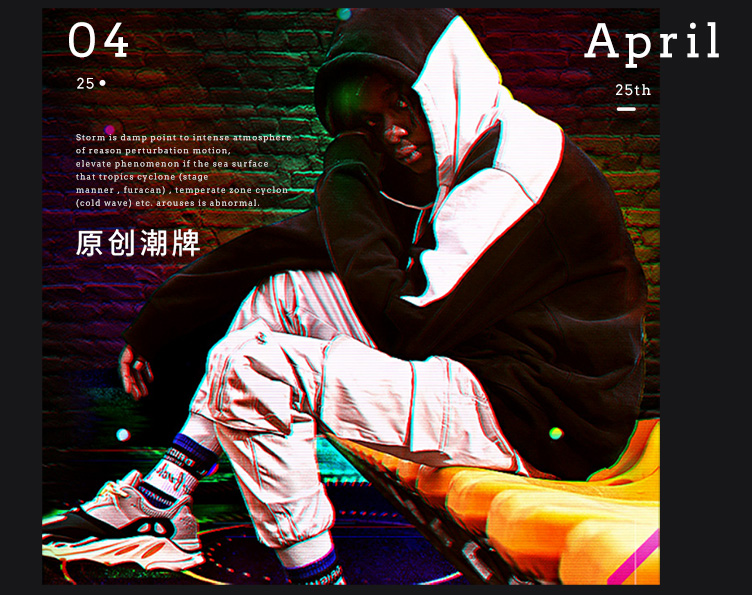 04
April
25
25th
Storm is damp point to intense atmosphere
of reason perturbation motion,
elevate phenomenon if the sea surface
that tropics cyclone (stage
manner , furacan) , temperate zone cyclon
(cold wave) etc. arouses is abnormal.
原创潮牌